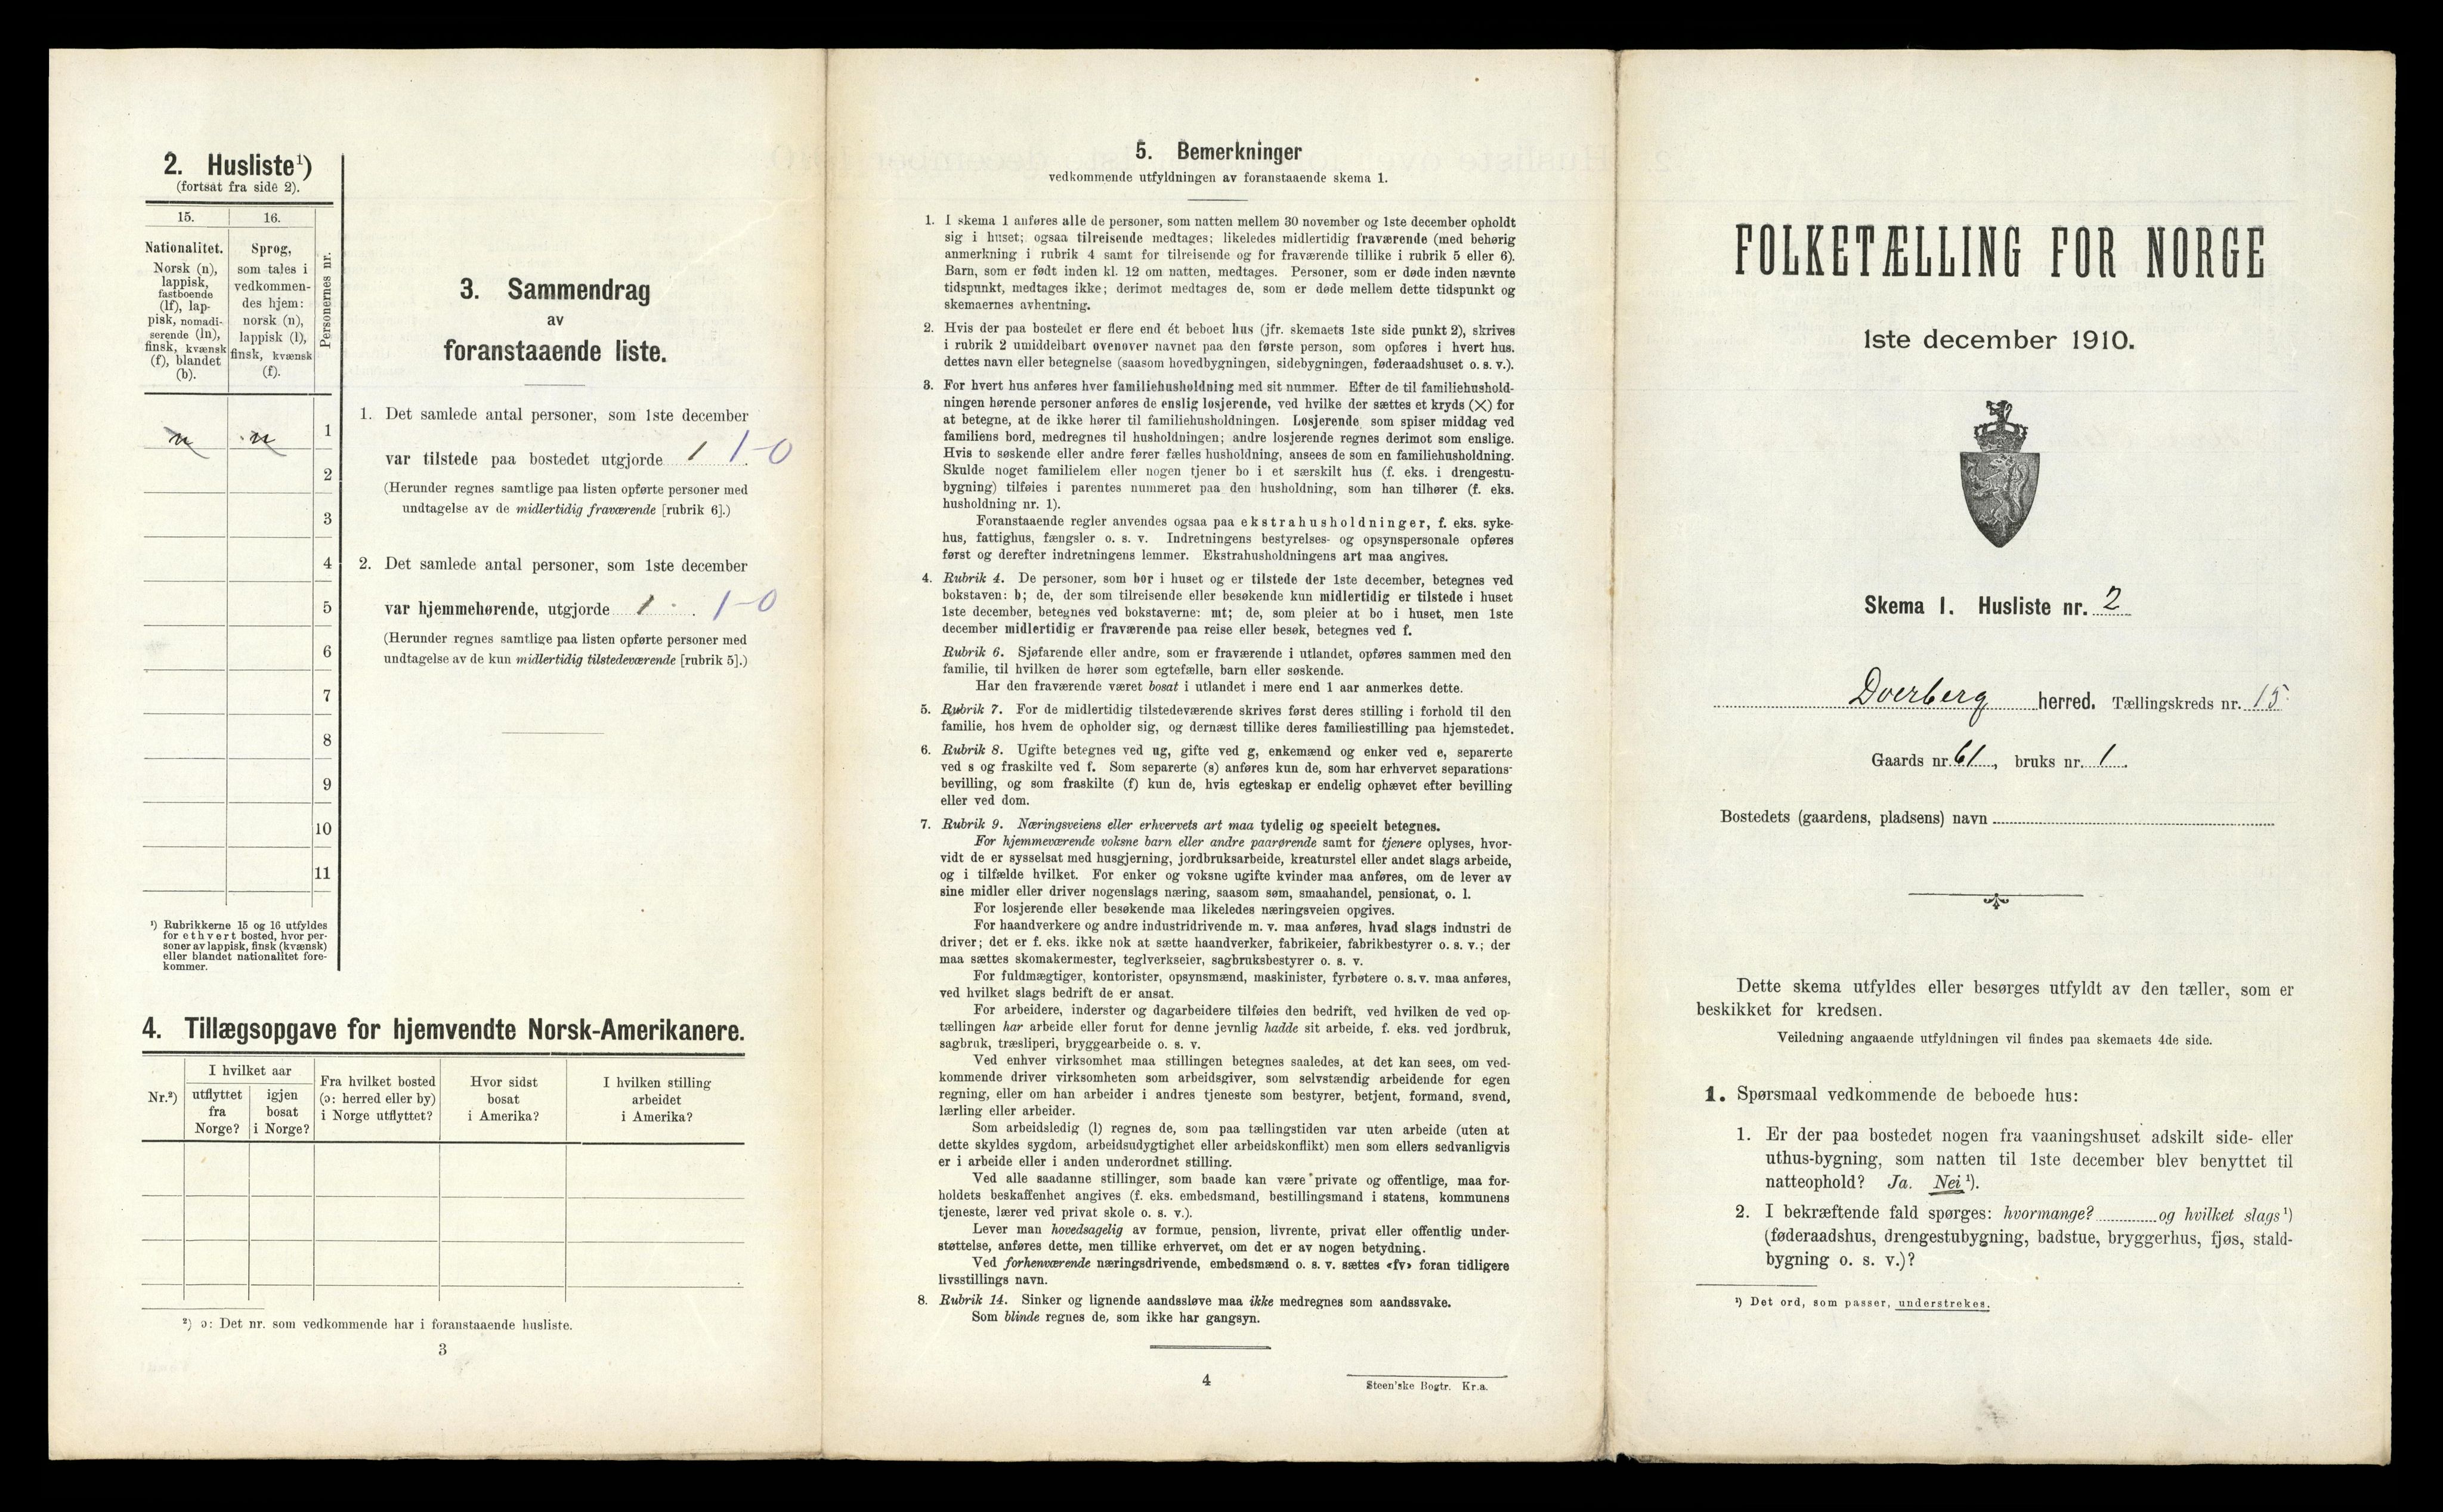 2. Husliste¹)
(fortsat fra side 2).
15.
16.
Personernes nr.
Nationalitet.
Norsk (n),
lappisk,
fastboende
(lf), lap-
pisk, nomadi-
serende (ln),
finsk, kvænsk
(f), blandet
(b).
Sprog,
som tales i
vedkommen-
des hjem:
norsk (n),
lappisk (l),
finsk, kvænsk
(f).
n n 1
2
3
4
5
6
7
8
9
10
11
¹) Rubrikkerne 15 og 16 utfyldes
for ethvert bosted, hvor per-
soner av lappisk, finsk (kvænsk)
eller blandet nationalitet fore-
kommer.
3. Sammendrag
av
foranstaaende liste.
1. Det samlede antal personer, som 1ste december
var tilstede paa bostedet utgjorde 1 1-0
(Herunder regnes samtlige paa listen opførte personer med
undtagelse av de midlertidig fraværende [rubrik 6].)
2. Det samlede antal personer, som 1ste december
var hjemmehørende, utgjorde 1. 1-0
(Herunder regnes samtlige paa listen opførte personer med
undtagelse av de kun midlertidig tilstedeværende [rubrik 5].)
4. Tillægsopgave for hjemvendte Norsk-Amerikanere.
Nr.²)
I hvilket aar
utflyttet
fra
Norge?
igjen
bosat
i Norge?
Fra hvilket bosted
(ɔ: herred eller by)
i Norge utflyttet?
Hvor sidst
bosat
i Amerika?
I hvilken stilling
arbeidet
i Amerika?
²) ɔ: Det nr. som vedkommende har i foranstaaende husliste.
3
5. Bemerkninger
vedkommende utfyldningen av foranstaaende skema 1.
1. I skema 1 anføres alle de personer, som natten mellem 30 november og 1ste december opholdt
sig i huset; ogsaa tilreisende medtages; likeledes midlertidig fraværende (med behørig
anmerkning i rubrik 4 samt for tilreisende og for fraværende tillike i rubrik 5 eller 6).
Barn, som er født inden kl. 12 om natten, medtages. Personer, som er døde inden nævnte
tidspunkt, medtages ikke; derimot medtages de, som er døde mellem dette tidspunkt og
skemaernes avhentning.
2. Hvis der paa bostedet er flere end ét beboet hus (jfr. skemaets 1ste side punkt 2), skrives
i rubrik 2 umiddelbart ovenover navnet paa den første person, som opføres i hvert hus.
dettes navn eller betegnelse (saasom hovedbygningen, sidebygningen, føderaadshuset o. s. v.).
3. For hvert hus anføres hver familiehusholdning med sit nummer. Efter de til familiehushold-
ningen hørende personer anføres de enslig losjerende, ved hvilke der sættes et kryds (×) for
at betegne, at de ikke hører til familiehusholdningen. Losjerende som spiser middag ved
familiens bord, medregnes til husholdningen; andre losjerende regnes derimot som enslige.
Hvis to søskende eller andre fører fælles husholdning, ansees de som en familiehusholdning.
Skulde noget familielem eller nogen tjener bo i et særskilt hus (f. eks. i drengestu-
bygning) tilføies i parentes nummeret paa den husholdning, som han tilhører (f. eks.
husholdning nr. 1).
Foranstaaende regler anvendes ogsaa paa ekstrahusholdninger, f. eks. syke-
hus, fattighus, fængsler o. s. v. Indretningens bestyrelses- og opsynspersonale opføres
først og derefter indretningens lemmer. Ekstrahusholdningens art maa angives.
4. Rubrik 4. De personer, som bor i huset og er tilstede der 1ste december, betegnes ved
bokstaven: b; de, der som tilreisende eller besøkende kun midlertidig er tilstede i huset
1ste december, betegnes ved bokstaverne: mt; de, som pleier at bo i huset, men 1ste
december midlertidig er fraværende paa reise eller besøk, betegnes ved f.
Rubrik 6. Sjøfarende eller andre, som er fraværende i utlandet, opføres sammen med den
familie, til hvilken de hører som egtefælle, barn eller søskende.
Har den fraværende været bosat i utlandet i mere end 1 aar anmerkes dette.
5. Rubrik 7. For de midlertidig tilstedeværende skrives først deres stilling i forhold til den
familie, hos hvem de opholder sig, og dernæst tillike deres familiestilling paa hjemstedet.
6. Rubrik 8. Ugifte betegnes ved ug, gifte ved g, enkemænd og enker ved e, separerte
ved s og fraskilte ved f. Som separerte (s) anføres kun de, som har erhvervet separations-
bevilling, og som fraskilte (f) kun de, hvis egteskap er endelig ophævet efter bevilling
eller ved dom.
7. Rubrik 9. Næringsveiens eller erhvervets art maa tydelig og specielt betegnes.
For hjemmeværende voksne barn eller andre paarørende samt for tjenere oplyses, hvor-
vidt de er sysselsat med husgjerning, jordbruksarbeide, kreaturstel eller andet slags arbeide,
og i tilfælde hvilket. For enker og voksne ugifte kvinder maa anføres, om de lever av
sine midler eller driver nogenslags næring, saasom søm, smaahandel, pensionat, o. l.
For losjerende eller besøkende maa likeledes næringsveien opgives.
For haandverkere og andre industridrivende m. v. maa anføres, hvad slags industri de
driver; det er f. eks. ikke nok at sætte haandverker, fabrikeier, fabrikbestyrer o. s. v.; der
maa sættes skomakermester, teglverkseier, sagbruksbestyrer o. s. v.
For fuldmægtiger, kontorister, opsynsmænd, maskinister, fyrbøtere o. s. v. maa anføres,
ved hvilket slags bedrift de er ansat.
For arbeidere, inderster og dagarbeidere tilføies den bedrift, ved hvilken de ved op-
tællingen har arbeide eller forut for denne jevnlig hadde sit arbeide, f. eks. ved jordbruk,
sagbruk, træsliperi, bryggearbeide o. s. v.
Ved enhver virksomhet maa stillingen betegnes saaledes, at det kan sees, om ved-
kommende driver virksomheten som arbeidsgiver, som selvstændig arbeidende for egen
regning, eller om han arbeider i andres tjeneste som bestyrer, betjent, formand, svend,
lærling eller arbeider.
Som arbeidsledig (l) regnes de, som paa tællingstiden var uten arbeide (uten at
dette skyldes sygdom, arbeidsudygtighet eller arbeidskonflikt) men som ellers sedvanligvis
er i arbeide eller i anden underordnet stilling.
Ved alle saadanne stillinger, som baade kan være private og offentlige, maa for-
holdets beskaffenhet angives (f. eks. embedsmand, bestillingsmand i statens, kommunens
tjeneste, lærer ved privat skole o. s. v.).
Lever man hovedsagelig av formue, pension, livrente, privat eller offentlig under-
støttelse, anføres dette, men tillike erhvervet, om det er av nogen betydning.
Ved forhenværende næringsdrivende, embedsmænd o. s. v. sættes «fv» foran tidligere
livsstillings navn.
8. Rubrik 14. Sinker og lignende aandssløve maa ikke medregnes som aandssvake.
Som blinde regnes de, som ikke har gangsyn.
4
Steen'ske Bogtr. Kr.a.
FOLKETÆLLING FOR NORGE
1ste december 1910.
Skema 1. Husliste nr. 2
Dverberg herred. Tællingskreds nr. 15
Gaards nr. 61, bruks nr. 1.
Bostedets (gaardens, pladsens) navn
Dette skema utfyldes eller besørges utfyldt av den tæller, som er
beskikket for kredsen.
Veiledning angaaende utfyldningen vil findes paa skemaets 4de side.
1. Spørsmaal vedkommende de beboede hus:
1. Er der paa bostedet nogen fra vaaningshuset adskilt side- eller
uthus-bygning, som natten til 1ste december blev benyttet til
natteophold? Ja. Nei ¹).
2. I bekræftende fald spørges: hvormange? og hvilket slags ¹)
(føderaadshus, drengestubygning, badstue, bryggerhus, fjøs, stald-
bygning o. s. v.)?
¹) Det ord, som passer, understrekes.